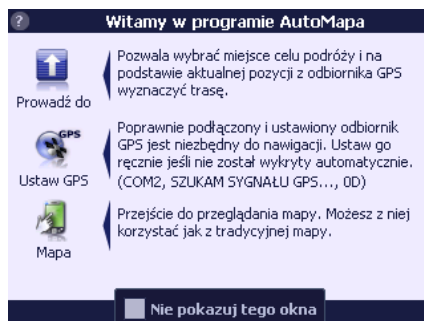 ?
Witamy w programie AutoMapa
Pozwala wybrać miejsce celu podróży i na
podstawie aktualnej pozycji z odbiornika GPS
wyznaczyć trasę.
Prowadź do
GPS
Poprawnie podłączony i ustawiony odbiornik
GPS jest niezbędny do nawigacji. Ustaw go
ręcznie jeśli nie został wykryty automatycznie.
(COM2, SZUKAM SYGNAŁU GPS..., 0D)
Ustaw GPS
Przejście do przeglądania mapy. Możesz z niej
korzystać jak z tradycyjnej mapy.
Mapa
Nie pokazuj tego okna